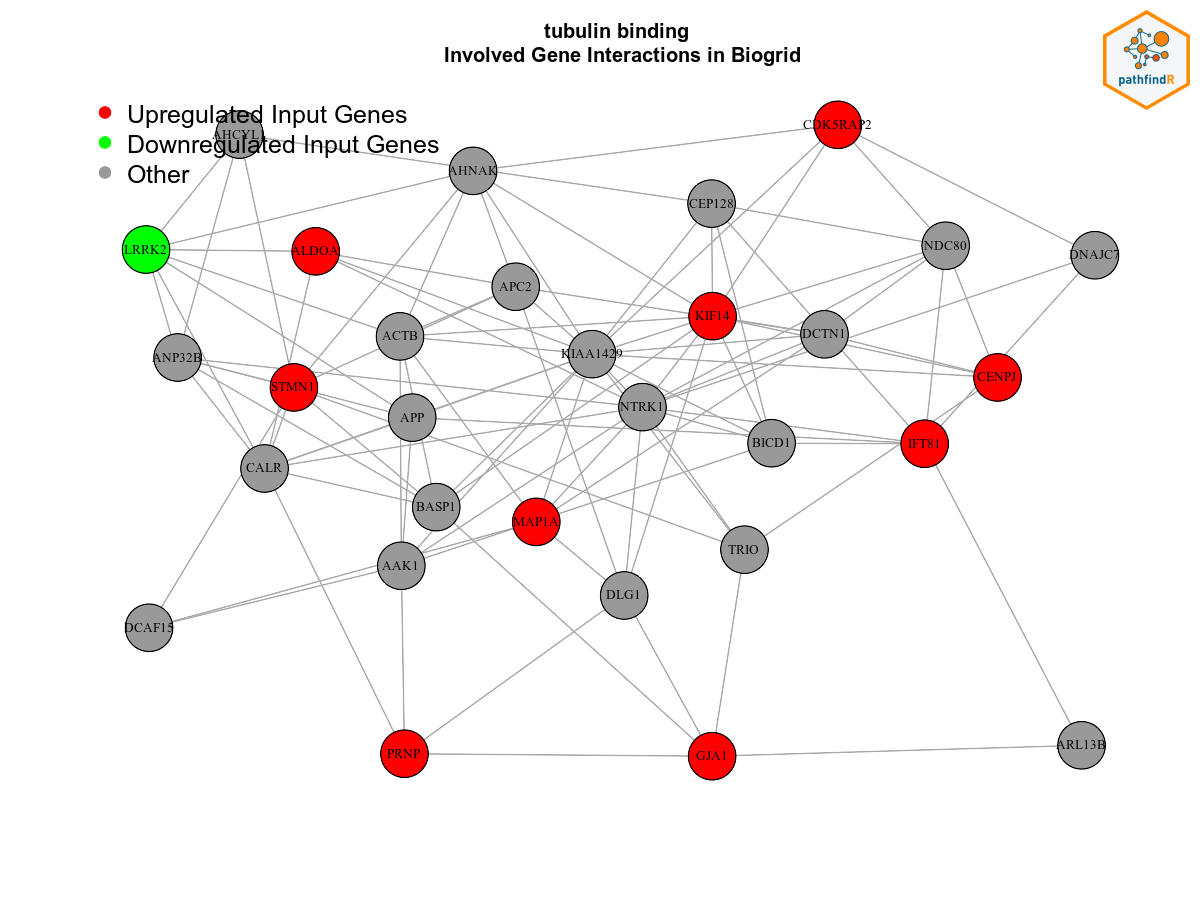 tubulin binding
Involved Gene Interactions in Biogrid
pathfindR
Upregulated Input Genes
Downregulated Input Genes
Other
CDK5RAP2
AHNAK
CEP128
LRRK2
ALDOA
NDC80
DNAJC7
APC2
KIF14
ACTB
DCTN1
ANP32B
KIAA1429
STMN1
CENPJ
NTRK1
APP
BICD1
IFT81
CALR
BASP1
MAP1A
TRIO
AAK1
DLG1
DCAF15
PRNP
GJA1
ARL13B